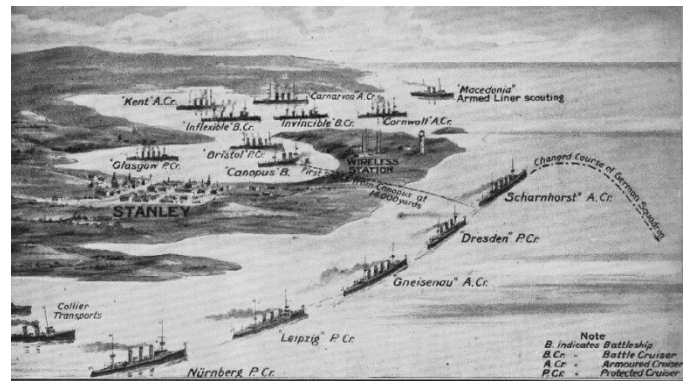 "Kent" A.Cr.
"Carnarvon" A.Cr.
"Macedonia"
Armed Liner scouting
"Inflexible" B.Cr.
"Invincible" B.Cr.
"Cornwall" A.Cr.
"Glasgow" P.Cr.
"Bristol" P.Cr.
"Canopus" B.
WIRELESS
STATION
First
from Canopus at
14000 yards
Changed Course of German Squadron
STANLEY
"Scharnhorst" A.Cr.
"Dresden" P.Cr.
"Gneisenau" A.Cr.
Collier
Transports
"Leipzig" P.Cr.
Nürnberg P.Cr.
Note
B. indicates Battleship
B.Cr. " Battle Cruiser
A.Cr. " Armoured Cruiser
P.Cr. " Protected Cruiser